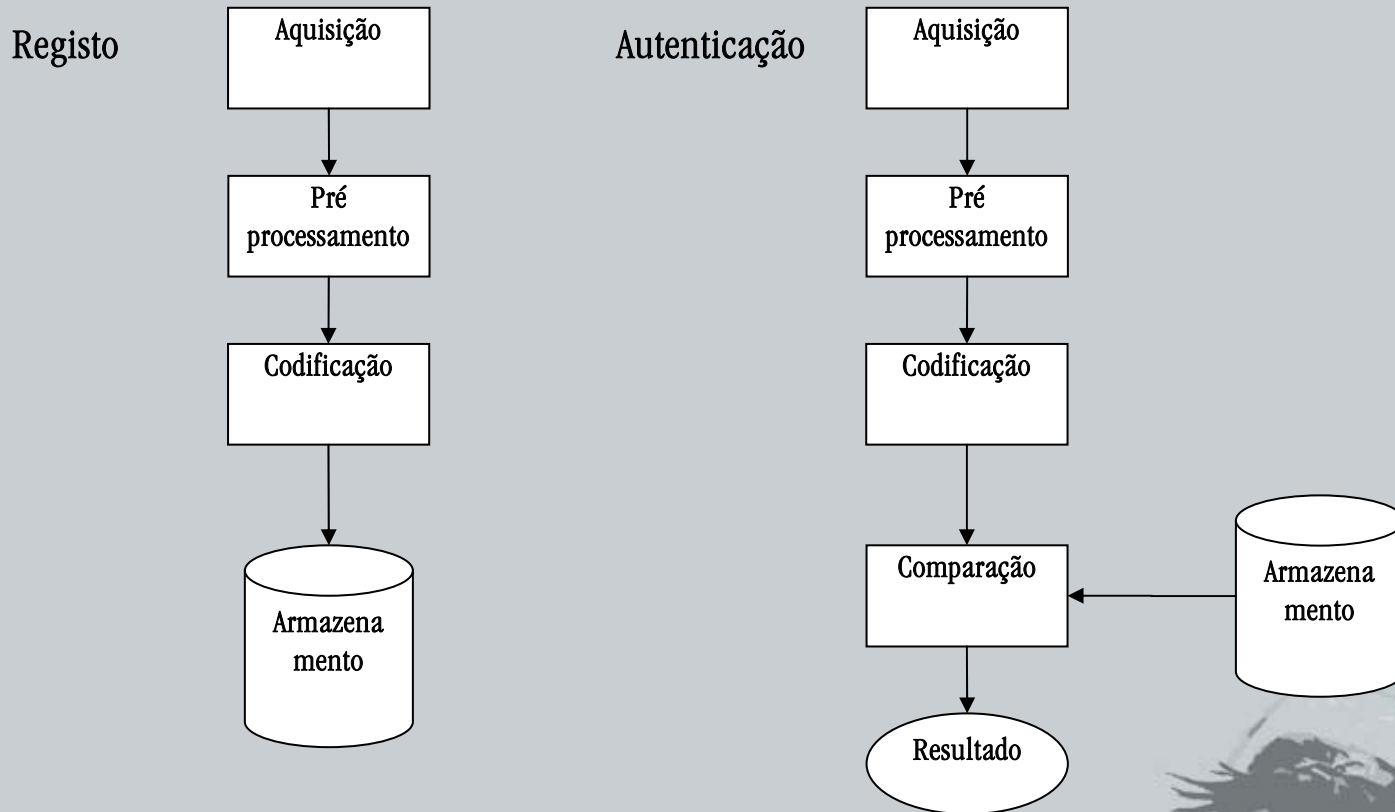 Registo
Aquisição
Pré
processamento
Codificação
Armazena
mento
Autenticação
Aquisição
Pré
processamento
Codificação
Comparação
Armazena
mento
Resultado